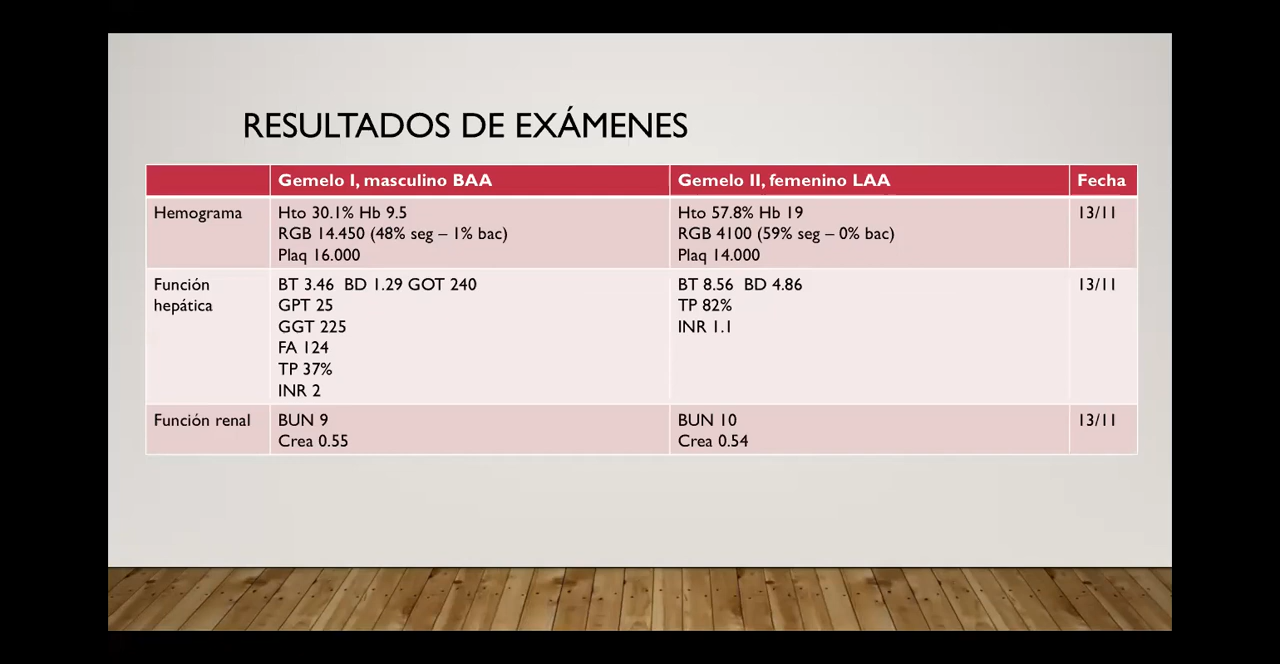 RESULTADOS DE EXÁMENES
Gemelo I, masculino BAA
Gemelo II, femenino LAA
Fecha
Hemograma
Hto 30.1% Hb 9.5
RGB 14.450 (48% seg – 1% bac)
Plaq 16.000
Hto 57.8% Hb 19
RGB 4100 (59% seg – 0% bac)
Plaq 14.000
13/11
Función
hepática
BT 3.46  BD 1.29 GOT 240
GPT 25
GGT 225
FA 124
TP 37%
INR 2
BT 8.56  BD 4.86
TP 82%
INR 1.1
13/11
Función renal
BUN 9
Crea 0.55
BUN 10
Crea 0.54
13/11